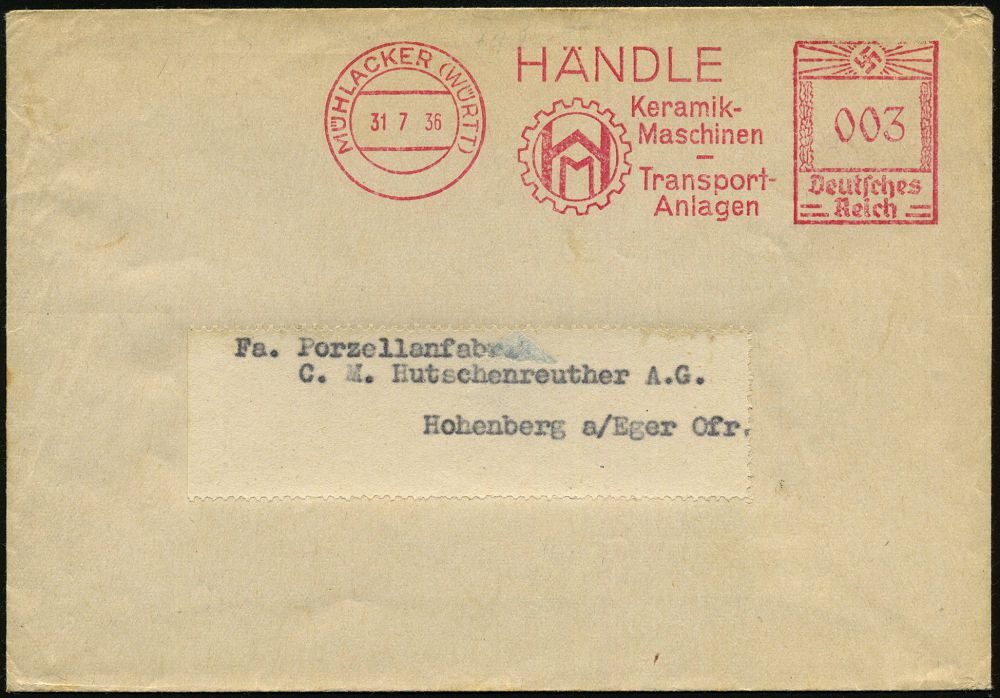 MÜHLACKER (WÜRTT)
31 7 36
HÄNDLE
HM
Keramik-
Maschinen
–
Transport-
Anlagen
003
Deutsches
Reich
Fa. Porzellanfabr
C. M. Hutschenreuther A.G.
Hohenberg a/Eger Ofr.